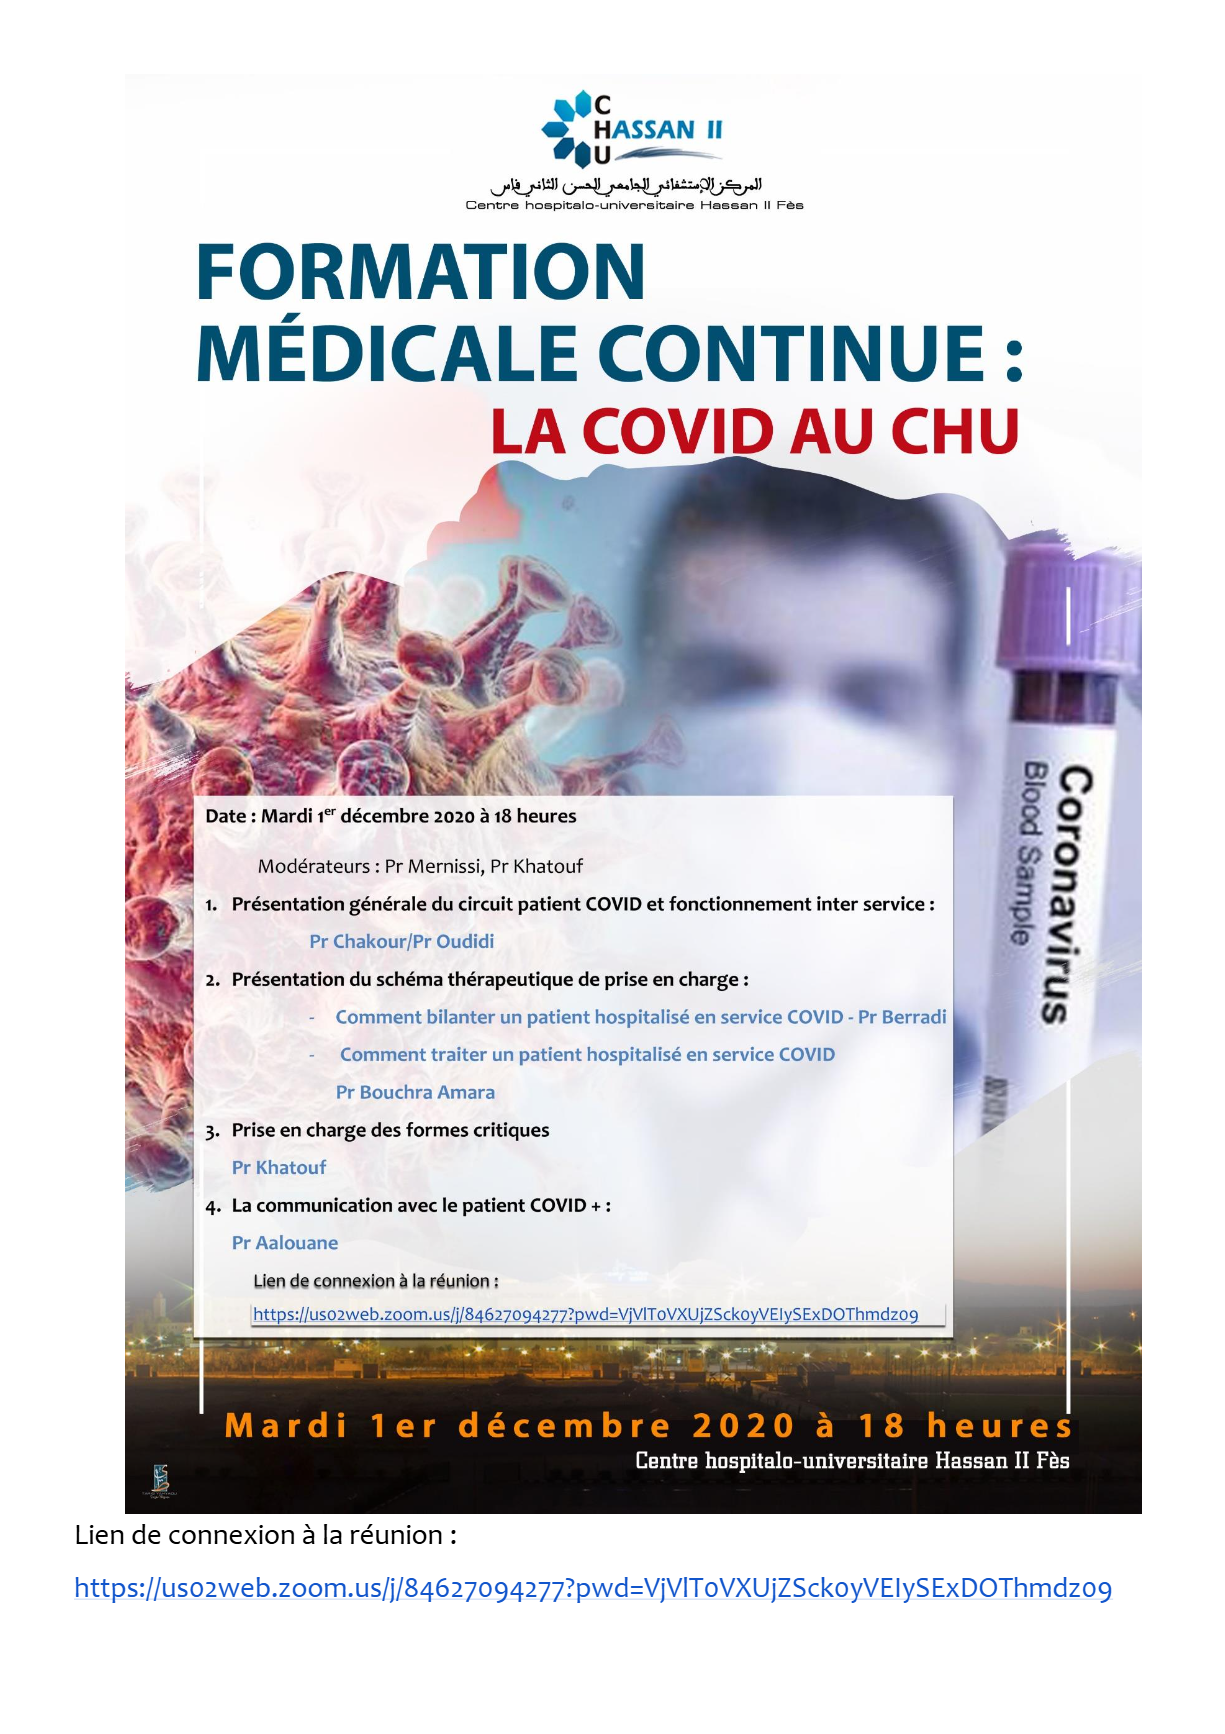 CHU
HASSAN II
المركز الإستشفائي الجامعي الحسن الثاني فاس
Centre hospitalo-universitaire Hassan II Fès
FORMATION
MÉDICALE CONTINUE :
LA COVID AU CHU
Coronavirus
Blood Sample
Date : Mardi 1er décembre 2020 à 18 heures
Modérateurs : Pr Mernissi, Pr Khatouf
1. Présentation générale du circuit patient COVID et fonctionnement inter service :
Pr Chakour/Pr Oudidi
2. Présentation du schéma thérapeutique de prise en charge :
- Comment bilanter un patient hospitalisé en service COVID - Pr Berradi
- Comment traiter un patient hospitalisé en service COVID
Pr Bouchra Amara
3. Prise en charge des formes critiques
Pr Khatouf
4. La communication avec le patient COVID + :
Pr Aalouane
Lien de connexion à la réunion :
https://us02web.zoom.us/j/84627094277?pwd=VjVlT0VXUjZSck0yVEIySExDOThmdz09
Mardi 1er décembre 2020 à 18 heures
Centre hospitalo-universitaire Hassan II Fès
Lien de connexion à la réunion :
https://us02web.zoom.us/j/84627094277?pwd=VjVlT0VXUjZSck0yVEIySExDOThmdz09